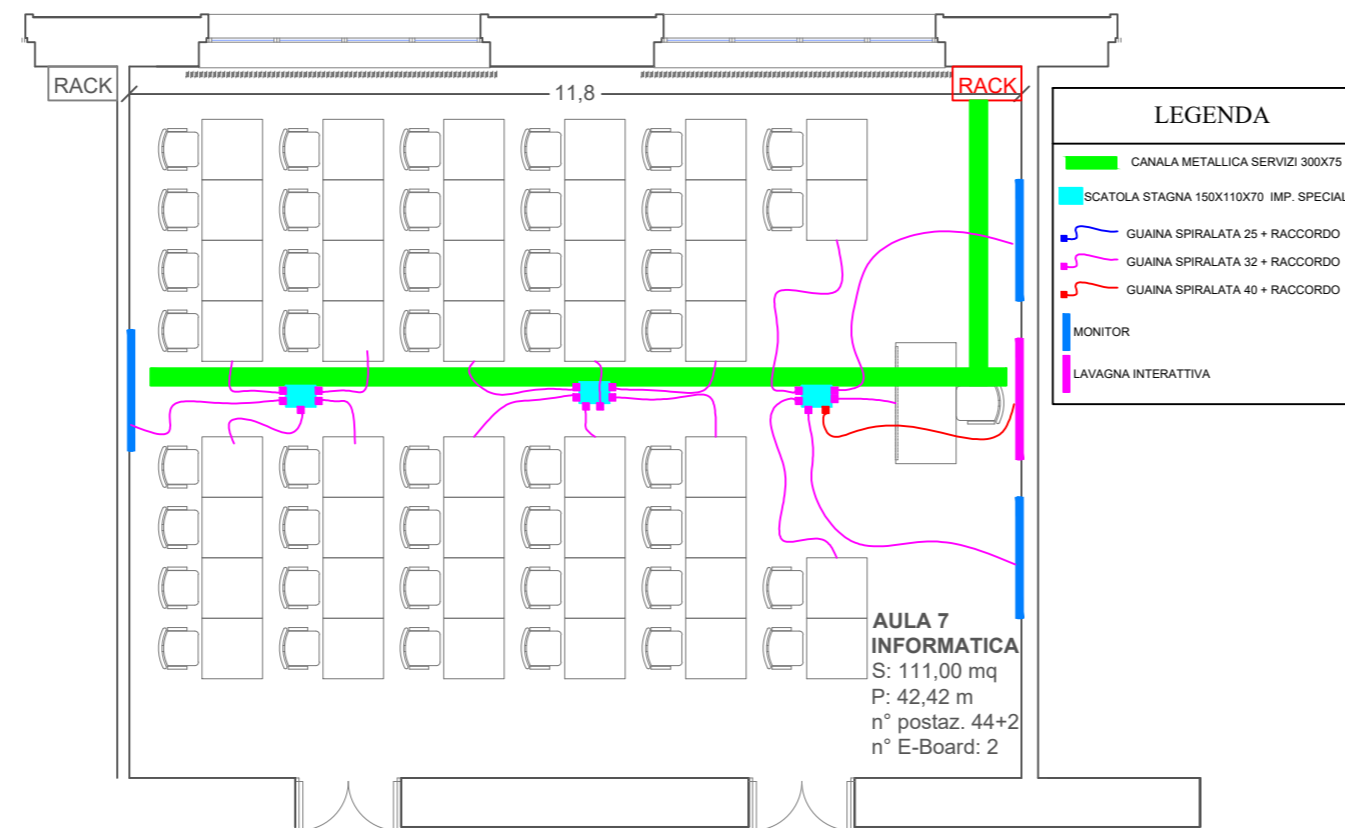 RACK
11,8
RACK
LEGENDA
CANALA METALLICA SERVIZI 300X75
SCATOLA STAGNA 150X110X70 IMP. SPECIAL
GUAINA SPIRALATA 25 + RACCORDO
GUAINA SPIRALATA 32 + RACCORDO
GUAINA SPIRALATA 40 + RACCORDO
MONITOR
LAVAGNA INTERATTIVA
AULA 7
INFORMATICA
S: 111,00 mq
P: 42,42 m
n° postaz. 44+2
n° E-Board: 2